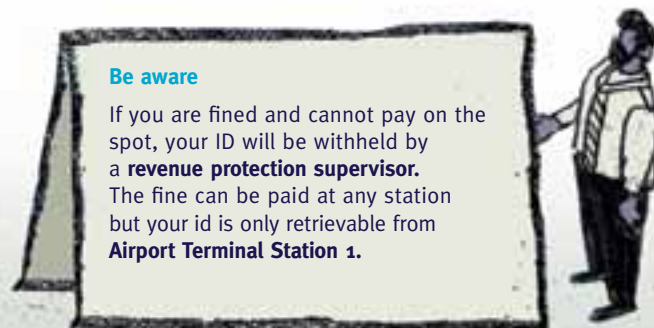 Be aware
If you are fined and cannot pay on the
spot, your ID will be withheld by
a revenue protection supervisor.
The fine can be paid at any station
but your id is only retrievable from
Airport Terminal Station 1.